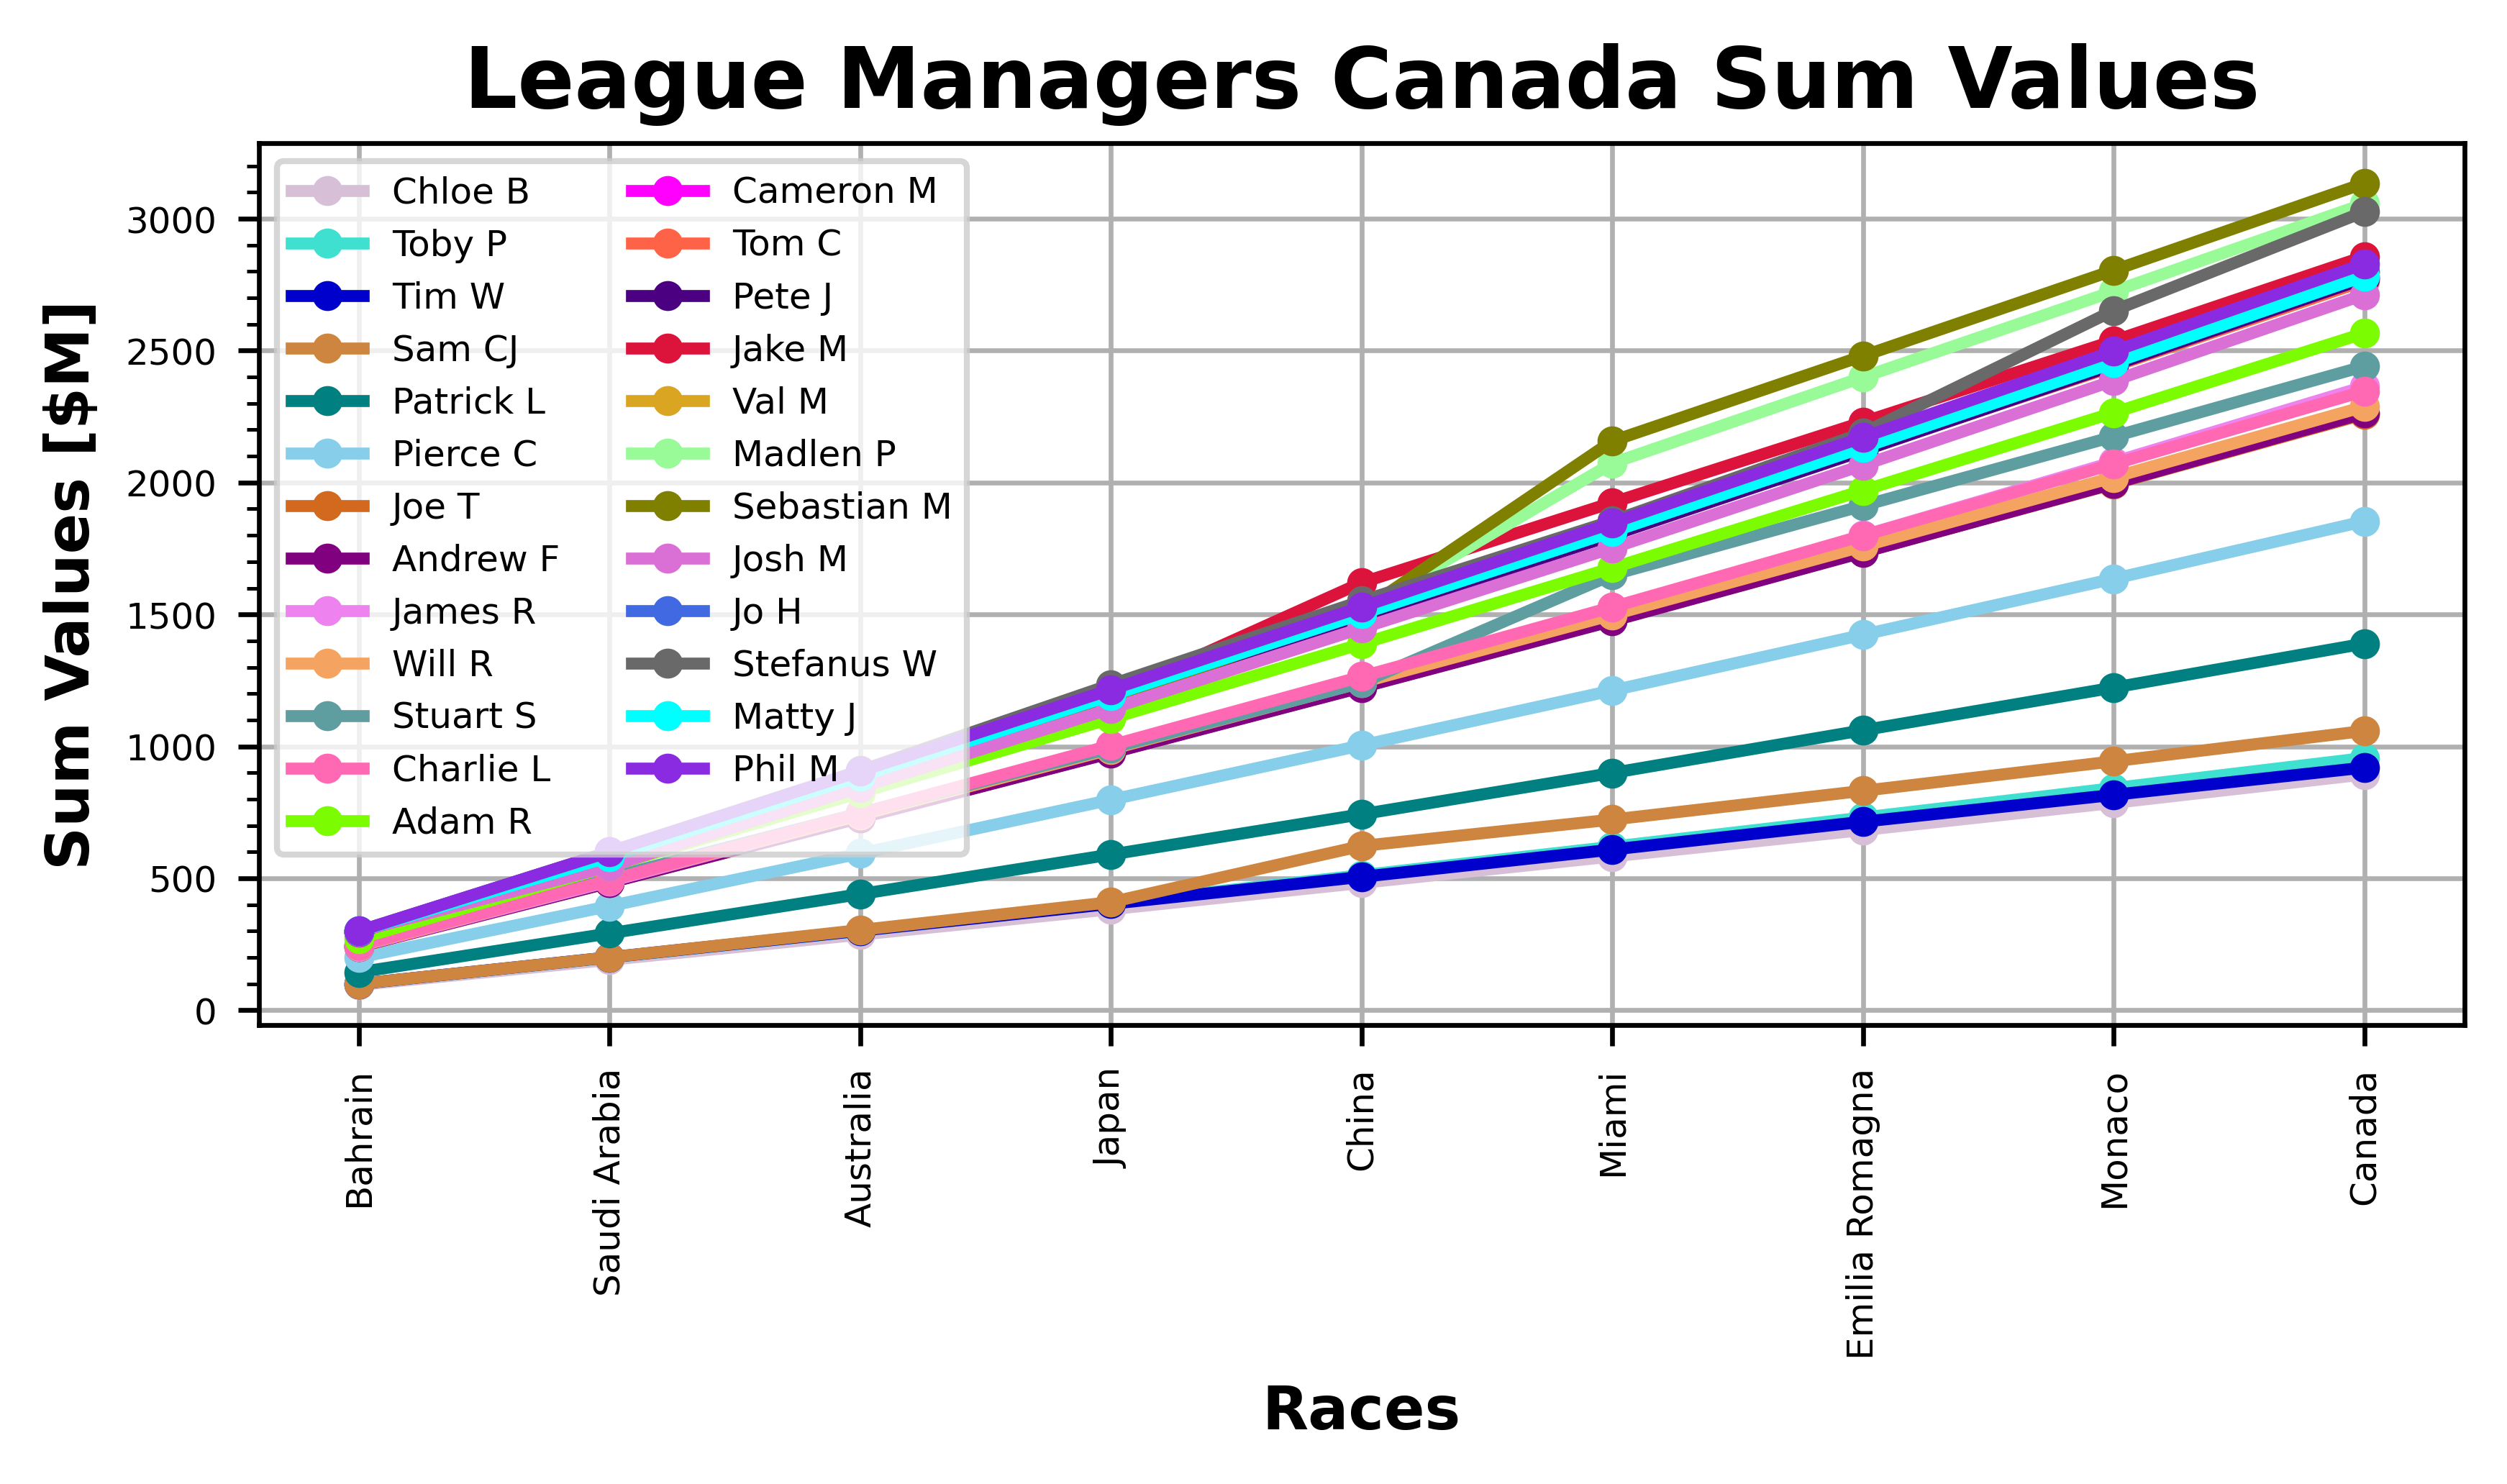 League Managers Canada Sum Values
Sum Values [$M]
3000
2500
2000
1500
1000
500
0
Chloe B
Toby P
Tim W
Sam CJ
Patrick L
Pierce C
Joe T
Andrew F
James R
Will R
Stuart S
Charlie L
Adam R
Cameron M
Tom C
Pete J
Jake M
Val M
Madlen P
Sebastian M
Josh M
Jo H
Stefanus W
Matty J
Phil M
Bahrain
Saudi Arabia
Australia
Japan
China
Miami
Emilia Romagna
Monaco
Canada
Races